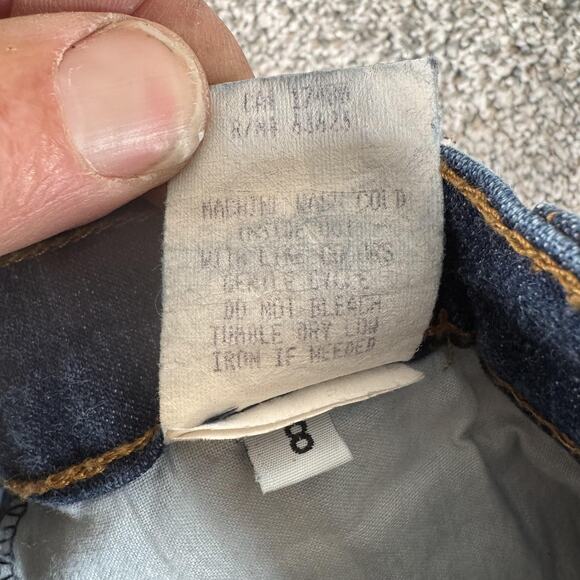 MACHINE WASH COLD
INSIDE OUT
WITH LIKE COLORS
GENTLE CYCLE
DO NOT BLEACH
TUMBLE DRY LOW
IRON IF NEEDED
8